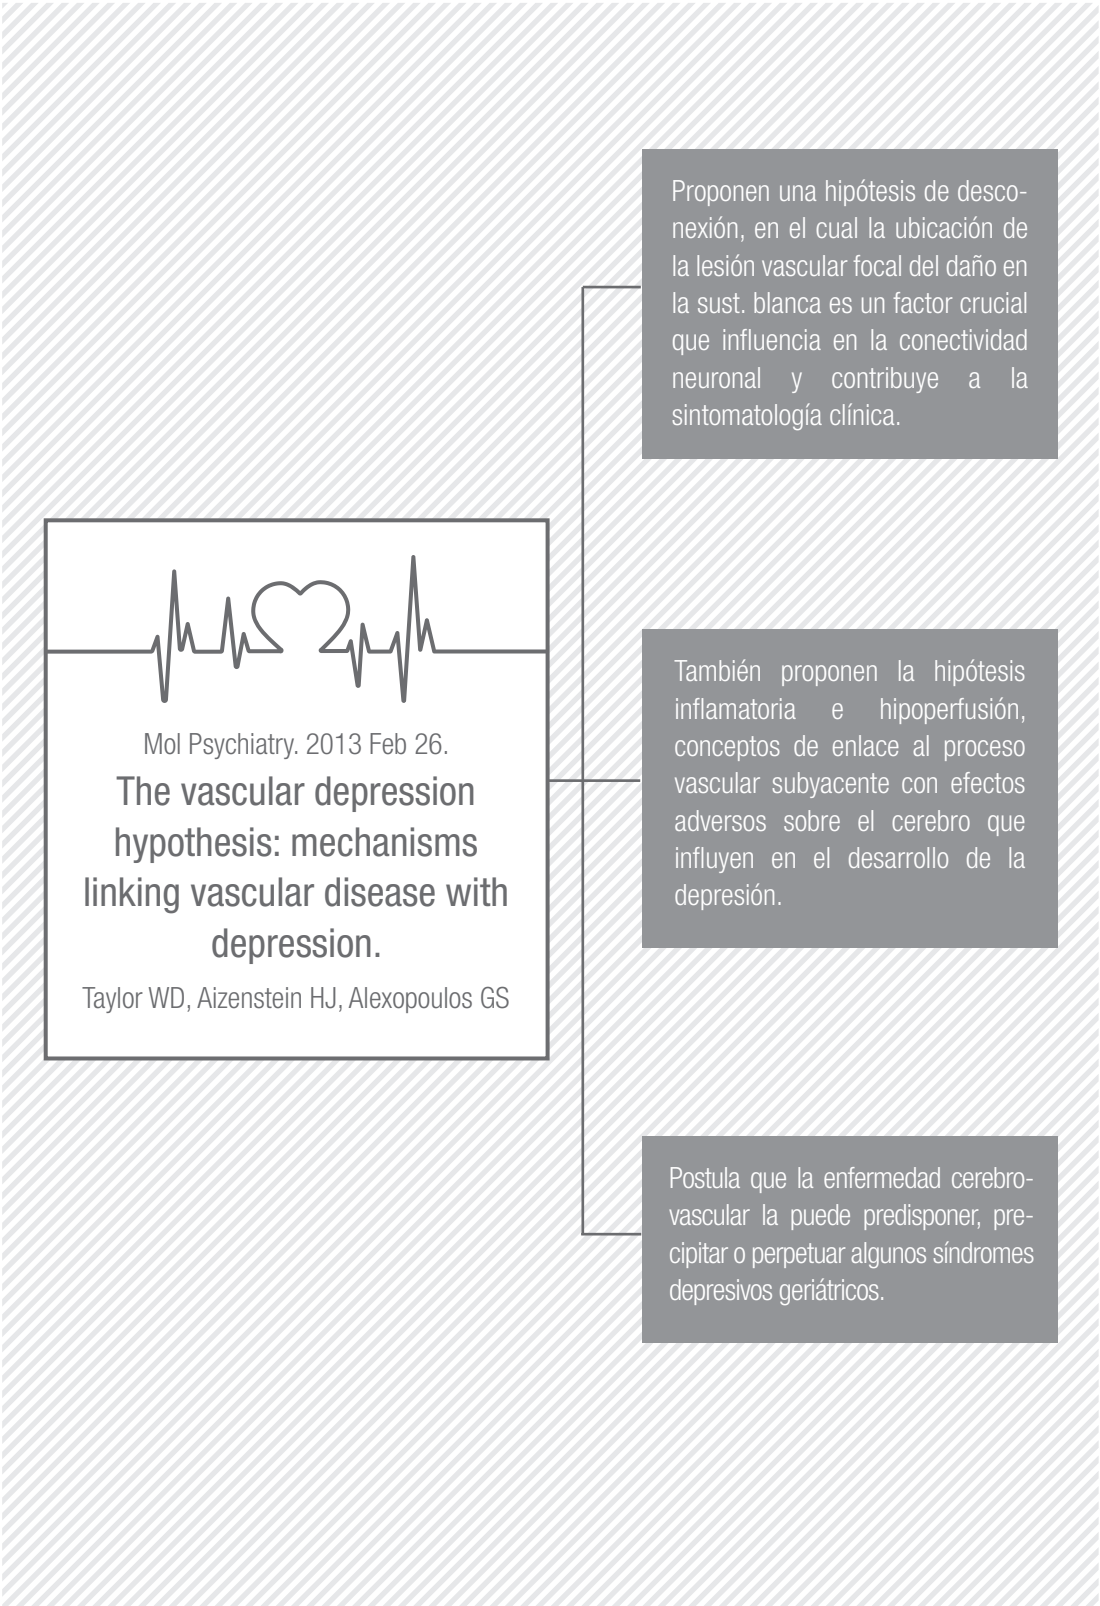 Proponen una hipótesis de desco-
nexión, en el cual la ubicación de
la lesión vascular focal del daño en
la sust. blanca es un factor crucial
que influencia en la conectividad
neuronal y contribuye a la
sintomatología clínica.
Mol Psychiatry. 2013 Feb 26.
The vascular depression
hypothesis: mechanisms
linking vascular disease with
depression.
Taylor WD, Aizenstein HJ, Alexopoulos GS
También proponen la hipótesis
inflamatoria e hipoperfusión,
conceptos de enlace al proceso
vascular subyacente con efectos
adversos sobre el cerebro que
influyen en el desarrollo de la
depresión.
Postula que la enfermedad cerebro-
vascular la puede predisponer, pre-
cipitar o perpetuar algunos síndromes
depresivos geriátricos.